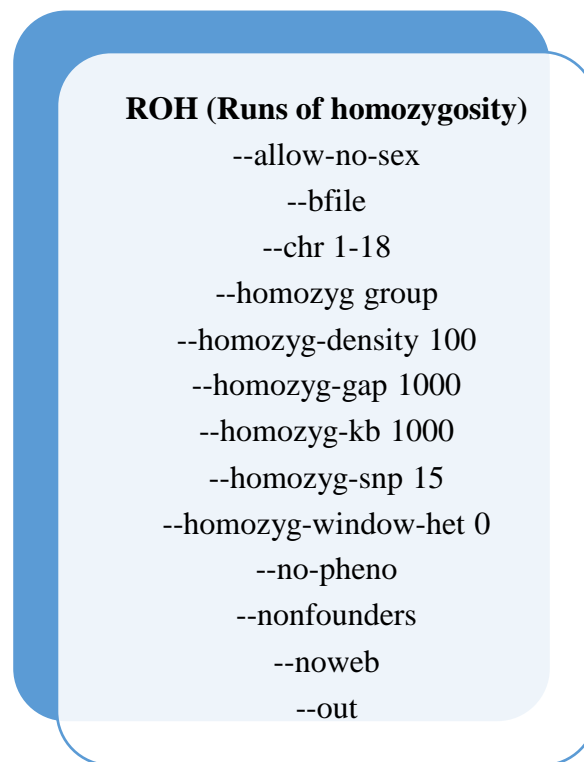 ROH (Runs of homozygosity)
--allow-no-sex
--bfile
--chr 1-18
--homozyg group
--homozyg-density 100
--homozyg-gap 1000
--homozyg-kb 1000
--homozyg-snp 15
--homozyg-window-het 0
--no-pheno
--nonfounders
--noweb
--out